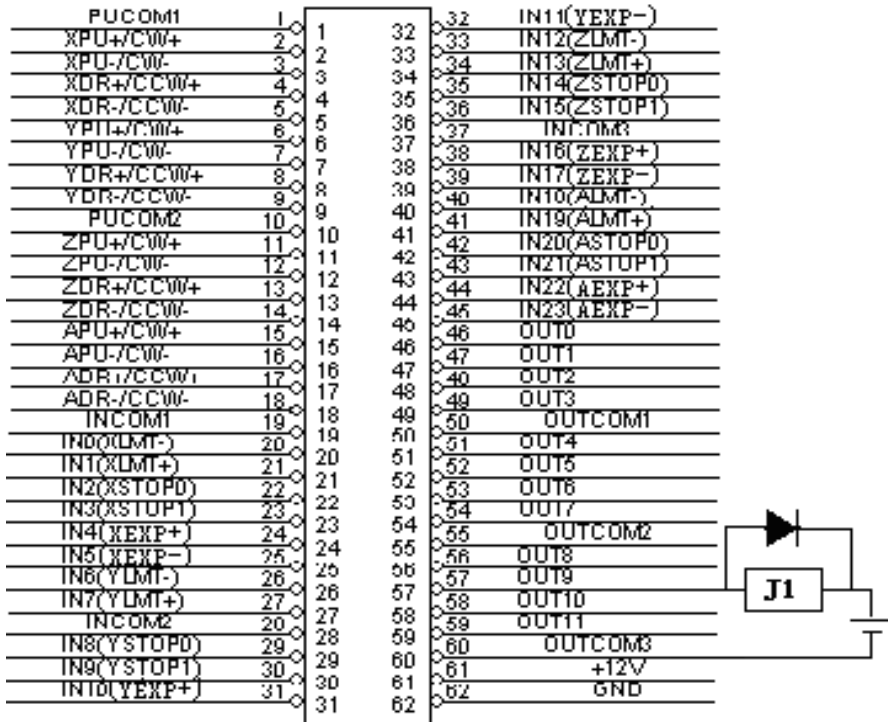 PUCOM1 1
XPU+/CW+ 2
XPU-/CW- 3
XDR+/CCW+ 4
XDR-/CCW- 5
YPU+/CW+ 6
YPU-/CW- 7
YDR+/CCW+ 8
YDR-/CCW- 9
PUCOM2 10
ZPU+/CW+ 11
ZPU-/CW- 12
ZDR+/CCW+ 13
ZDR-/CCW- 14
APU+/CW+ 15
APU-/CW- 16
ADR+/CCW+ 17
ADR-/CCW- 18
INCOM1 19
IN0(XLMT-) 20
IN1(XLMT+) 21
IN2(XSTOP0) 22
IN3(XSTOP1) 23
IN4(XEXP+) 24
IN5(XEXP-) 25
IN6(YLMT-) 26
IN7(YLMT+) 27
INCOM2 28
IN8(YSTOP0) 29
IN9(YSTOP1) 30
IN10(YEXP+) 31
1 32
2 33
3 34
4 35
5 36
6 37
7 38
8 39
9 40
10 41
11 42
12 43
13 44
14 45
15 46
16 47
17 48
18 49
19 50
20 51
21 52
22 53
23 54
24 55
25 56
26 57
27 58
28 59
29 60
30 61
31 62
32 IN11(YEXP-)
33 IN12(ZLMT-)
34 IN13(ZLMT+)
35 IN14(ZSTOP0)
36 IN15(ZSTOP1)
37 INCOM3
38 IN16(ZEXP+)
39 IN17(ZEXP-)
40 IN18(ALMT-)
41 IN19(ALMT+)
42 IN20(ASTOP0)
43 IN21(ASTOP1)
44 IN22(AEXP+)
45 IN23(AEXP-)
46 OUT0
47 OUT1
48 OUT2
49 OUT3
50 OUTCOM1
51 OUT4
52 OUT5
53 OUT6
54 OUT7
55 OUTCOM2
56 OUT8
57 OUT9
58 OUT10
59 OUT11
60 OUTCOM3
61 +12V
62 GND
J1